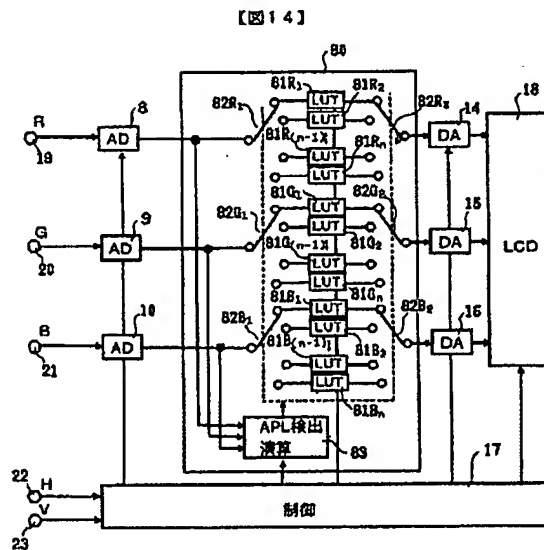 【図14】
80
81R1
81R2
82R1
LUT
LUT
82R2
8
14
18
R
AD
DA
19
81R(n-1)
81Rn
LUT
LUT
81G1
82G2
9
82G1
LUT
LUT
15
G
AD
DA
LCD
20
81G(n-1)
81G2
LUT
LUT
81B1
81Gn
10
82B1
LUT
LUT
82B2
16
B
AD
DA
21
81B(n-1)
81B2
LUT
LUT
81Bn
APL検出
演算
83
17
22
H
制御
V
23